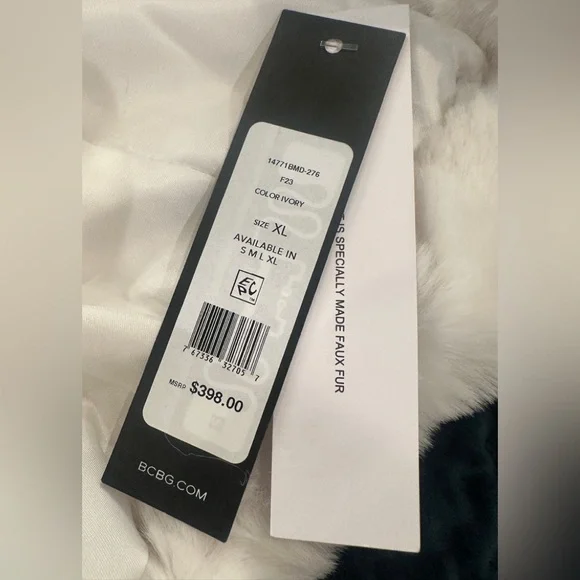 14771BMD-276
F23
COLOR IVORY
SIZE XL
AVAILABLE IN
S M L XL
EPC™
7 67336 32705 7
MSRP $398.00
BCBG.COM
IS SPECIALLY MADE FAUX FUR